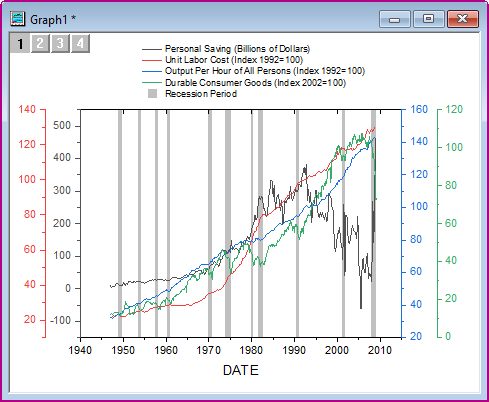 Graph1 *
1 2 3 4
Personal Saving (Billions of Dollars)
Unit Labor Cost (Index 1992=100)
Output Per Hour of All Persons (Index 1992=100)
Durable Consumer Goods (Index 2002=100)
Recession Period
140 120 100 80 60 40 20
500 400 300 200 100 0 -100
160 140 120 100 80 60 40 20
120 100 80 60 40 20 0
1940 1950 1960 1970 1980 1990 2000 2010
DATE